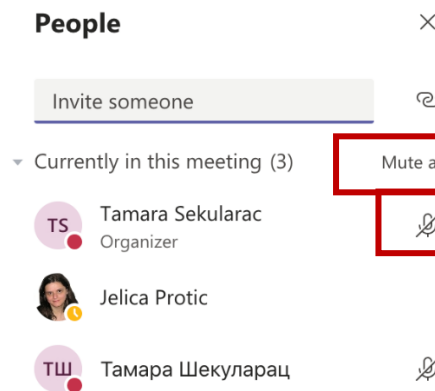 People
Invite someone
Currently in this meeting (3) Mute a
TS Tamara Sekularac
Organizer
Jelica Protic
ТШ Тамара Шекуларац